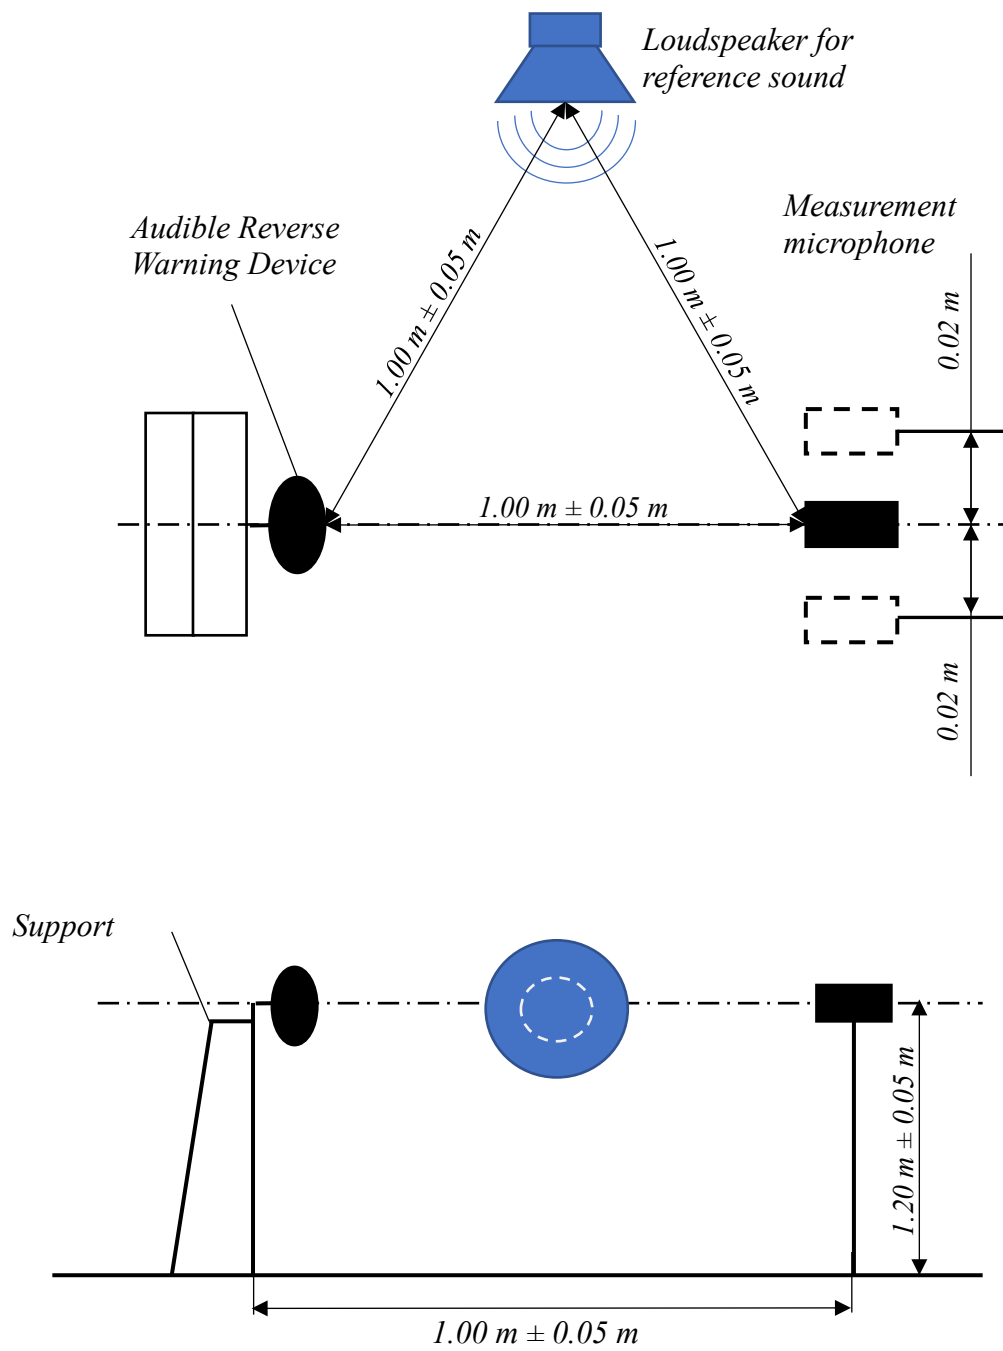 Loudspeaker for
reference sound
Audible Reverse
Warning Device
Measurement
microphone
1.00 m ± 0.05 m
1.00 m ± 0.05 m
0.02 m
1.00 m ± 0.05 m
0.02 m
Support
1.20 m ± 0.05 m
1.00 m ± 0.05 m